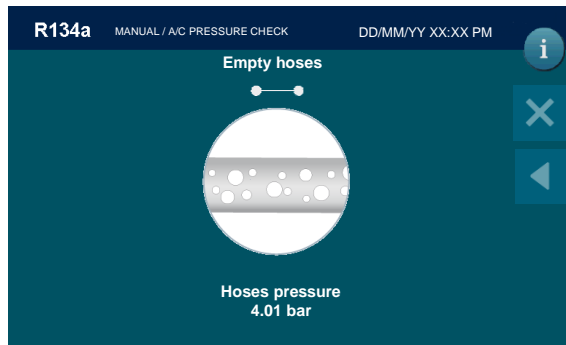 R134a MANUAL / A/C PRESSURE CHECK DD/MM/YY XX:XX PM
i
Empty hoses
Hoses pressure
4.01 bar